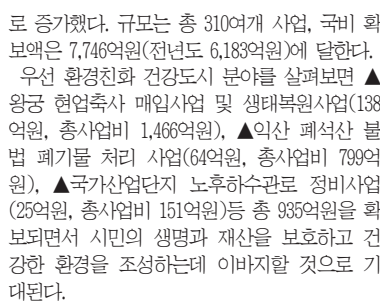 로 증가했다. 규모는 총 310여개 사업, 국비 확
보액은 7,746억원(전년도 6,183억원)에 달한다.
우선 환경친화 건강도시 분야를 살펴보면 ▲
왕궁 현업축사 매입사업 및 생태복원사업(138
억원, 총사업비 1,466억원), ▲익산 폐석산 불
법 폐기물 처리 사업(64억원, 총사업비 799억
원), ▲국가산업단지 노후하수관로 정비사업
(25억원, 총사업비 151억원)등 총 935억원을 확
보되면서 시민의 생명과 재산을 보호하고 건
강한 환경을 조성하는데 이바지할 것으로 기
대된다.